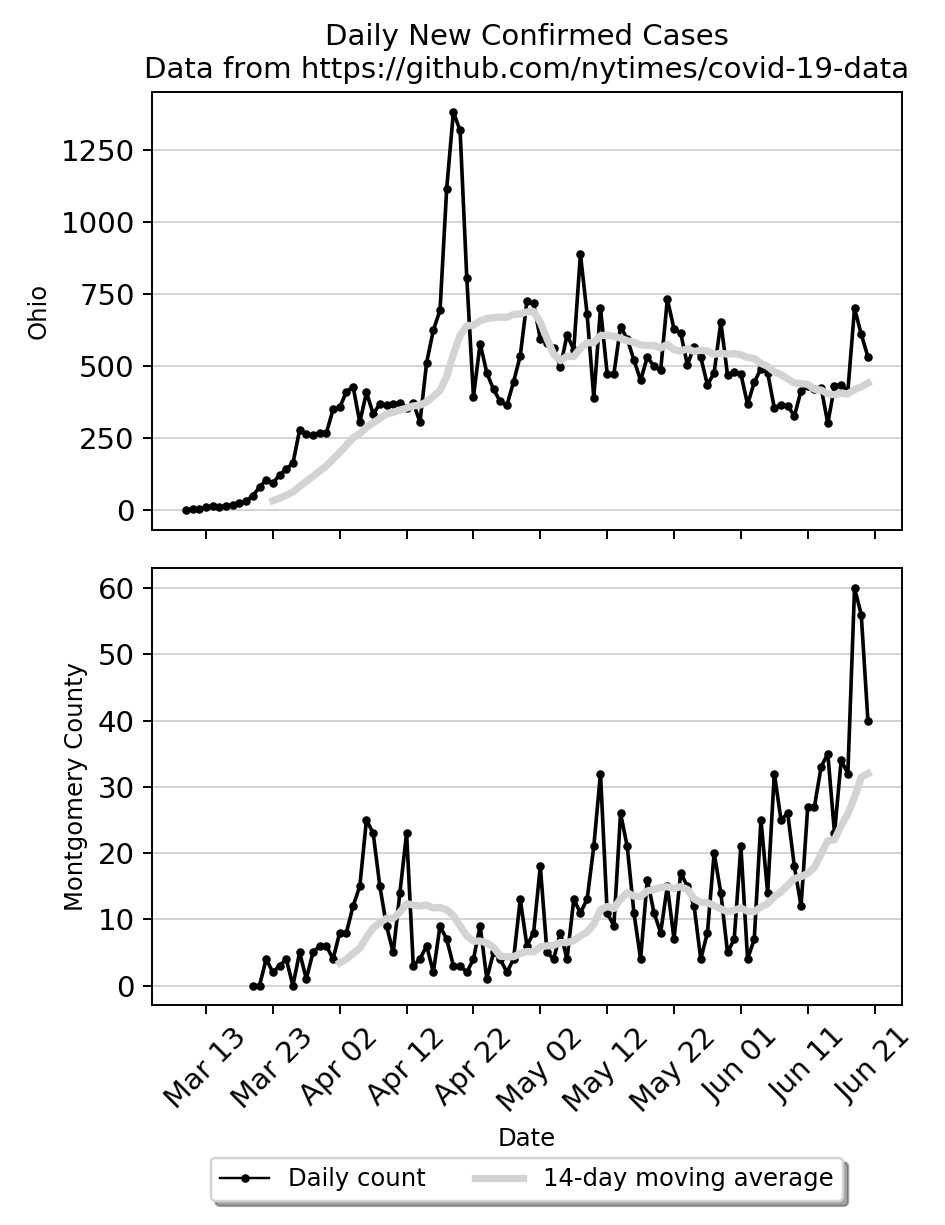 Daily New Confirmed Cases
Data from https://github.com/nytimes/covid-19-data
1250
1000
750
500
250
0
Ohio
60
50
40
30
20
10
0
Montgomery County
Mar 13
Mar 23
Apr 02
Apr 12
Apr 22
May 02
May 12
May 22
Jun 01
Jun 11
Jun 21
Date
Daily count
14-day moving average